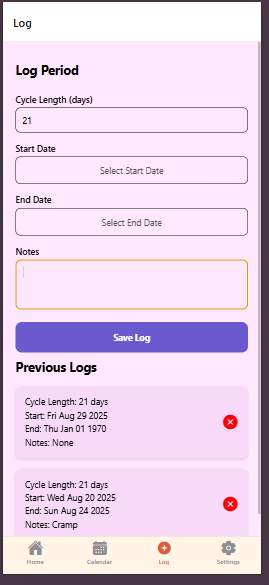 Log
Log Period
Cycle Length (days)
21
Start Date
Select Start Date
End Date
Select End Date
Notes
Save Log
Previous Logs
Cycle Length: 21 days
Start: Fri Aug 29 2025
End: Thu Jan 01 1970
Notes: None
Cycle Length: 21 days
Start: Wed Aug 20 2025
End: Sun Aug 24 2025
Notes: Cramp
Home Calendar Log Settings